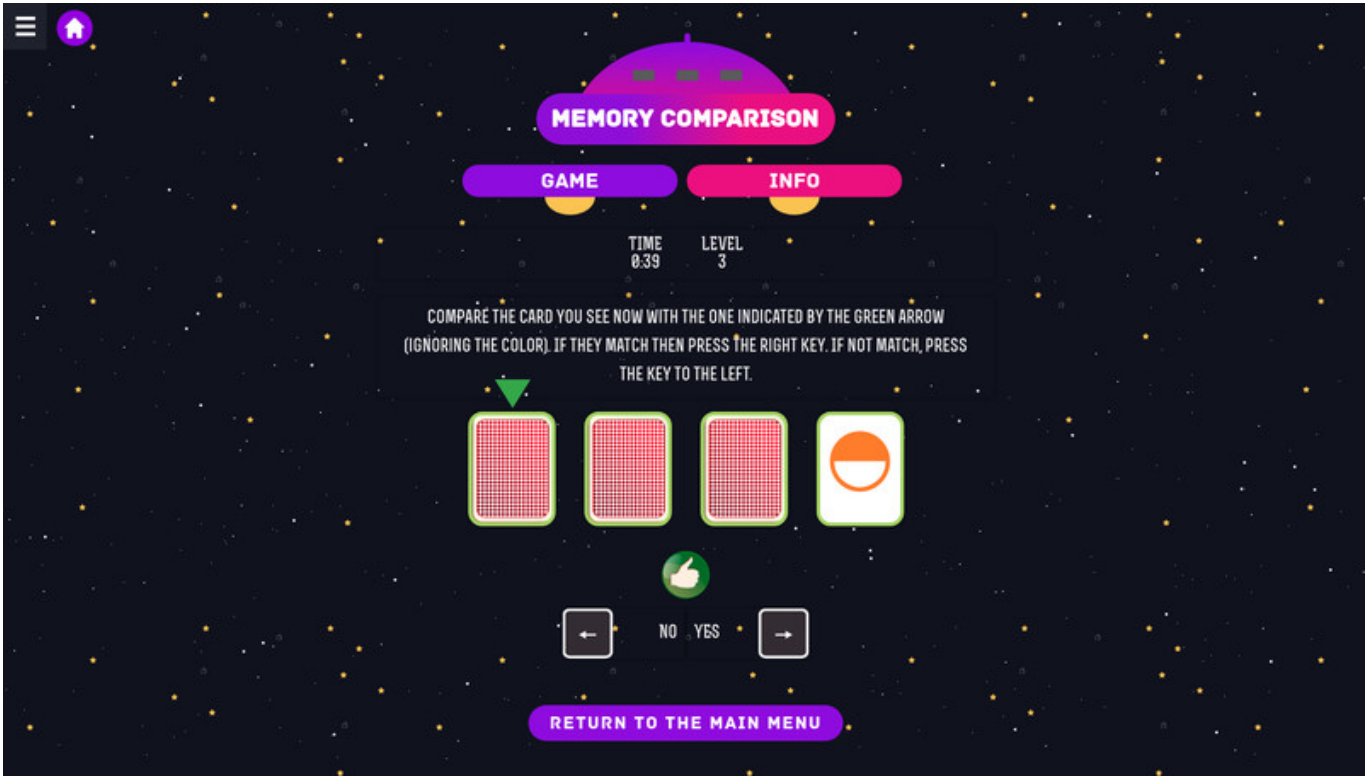 MEMORY COMPARISON
GAME
INFO
TIME
0:39
LEVEL
3
COMPARE THE CARD YOU SEE NOW WITH THE ONE INDICATED BY THE GREEN ARROW
(IGNORING THE COLOR). IF THEY MATCH THEN PRESS THE RIGHT KEY. IF NOT MATCH, PRESS
THE KEY TO THE LEFT.
← NO YES →
RETURN TO THE MAIN MENU